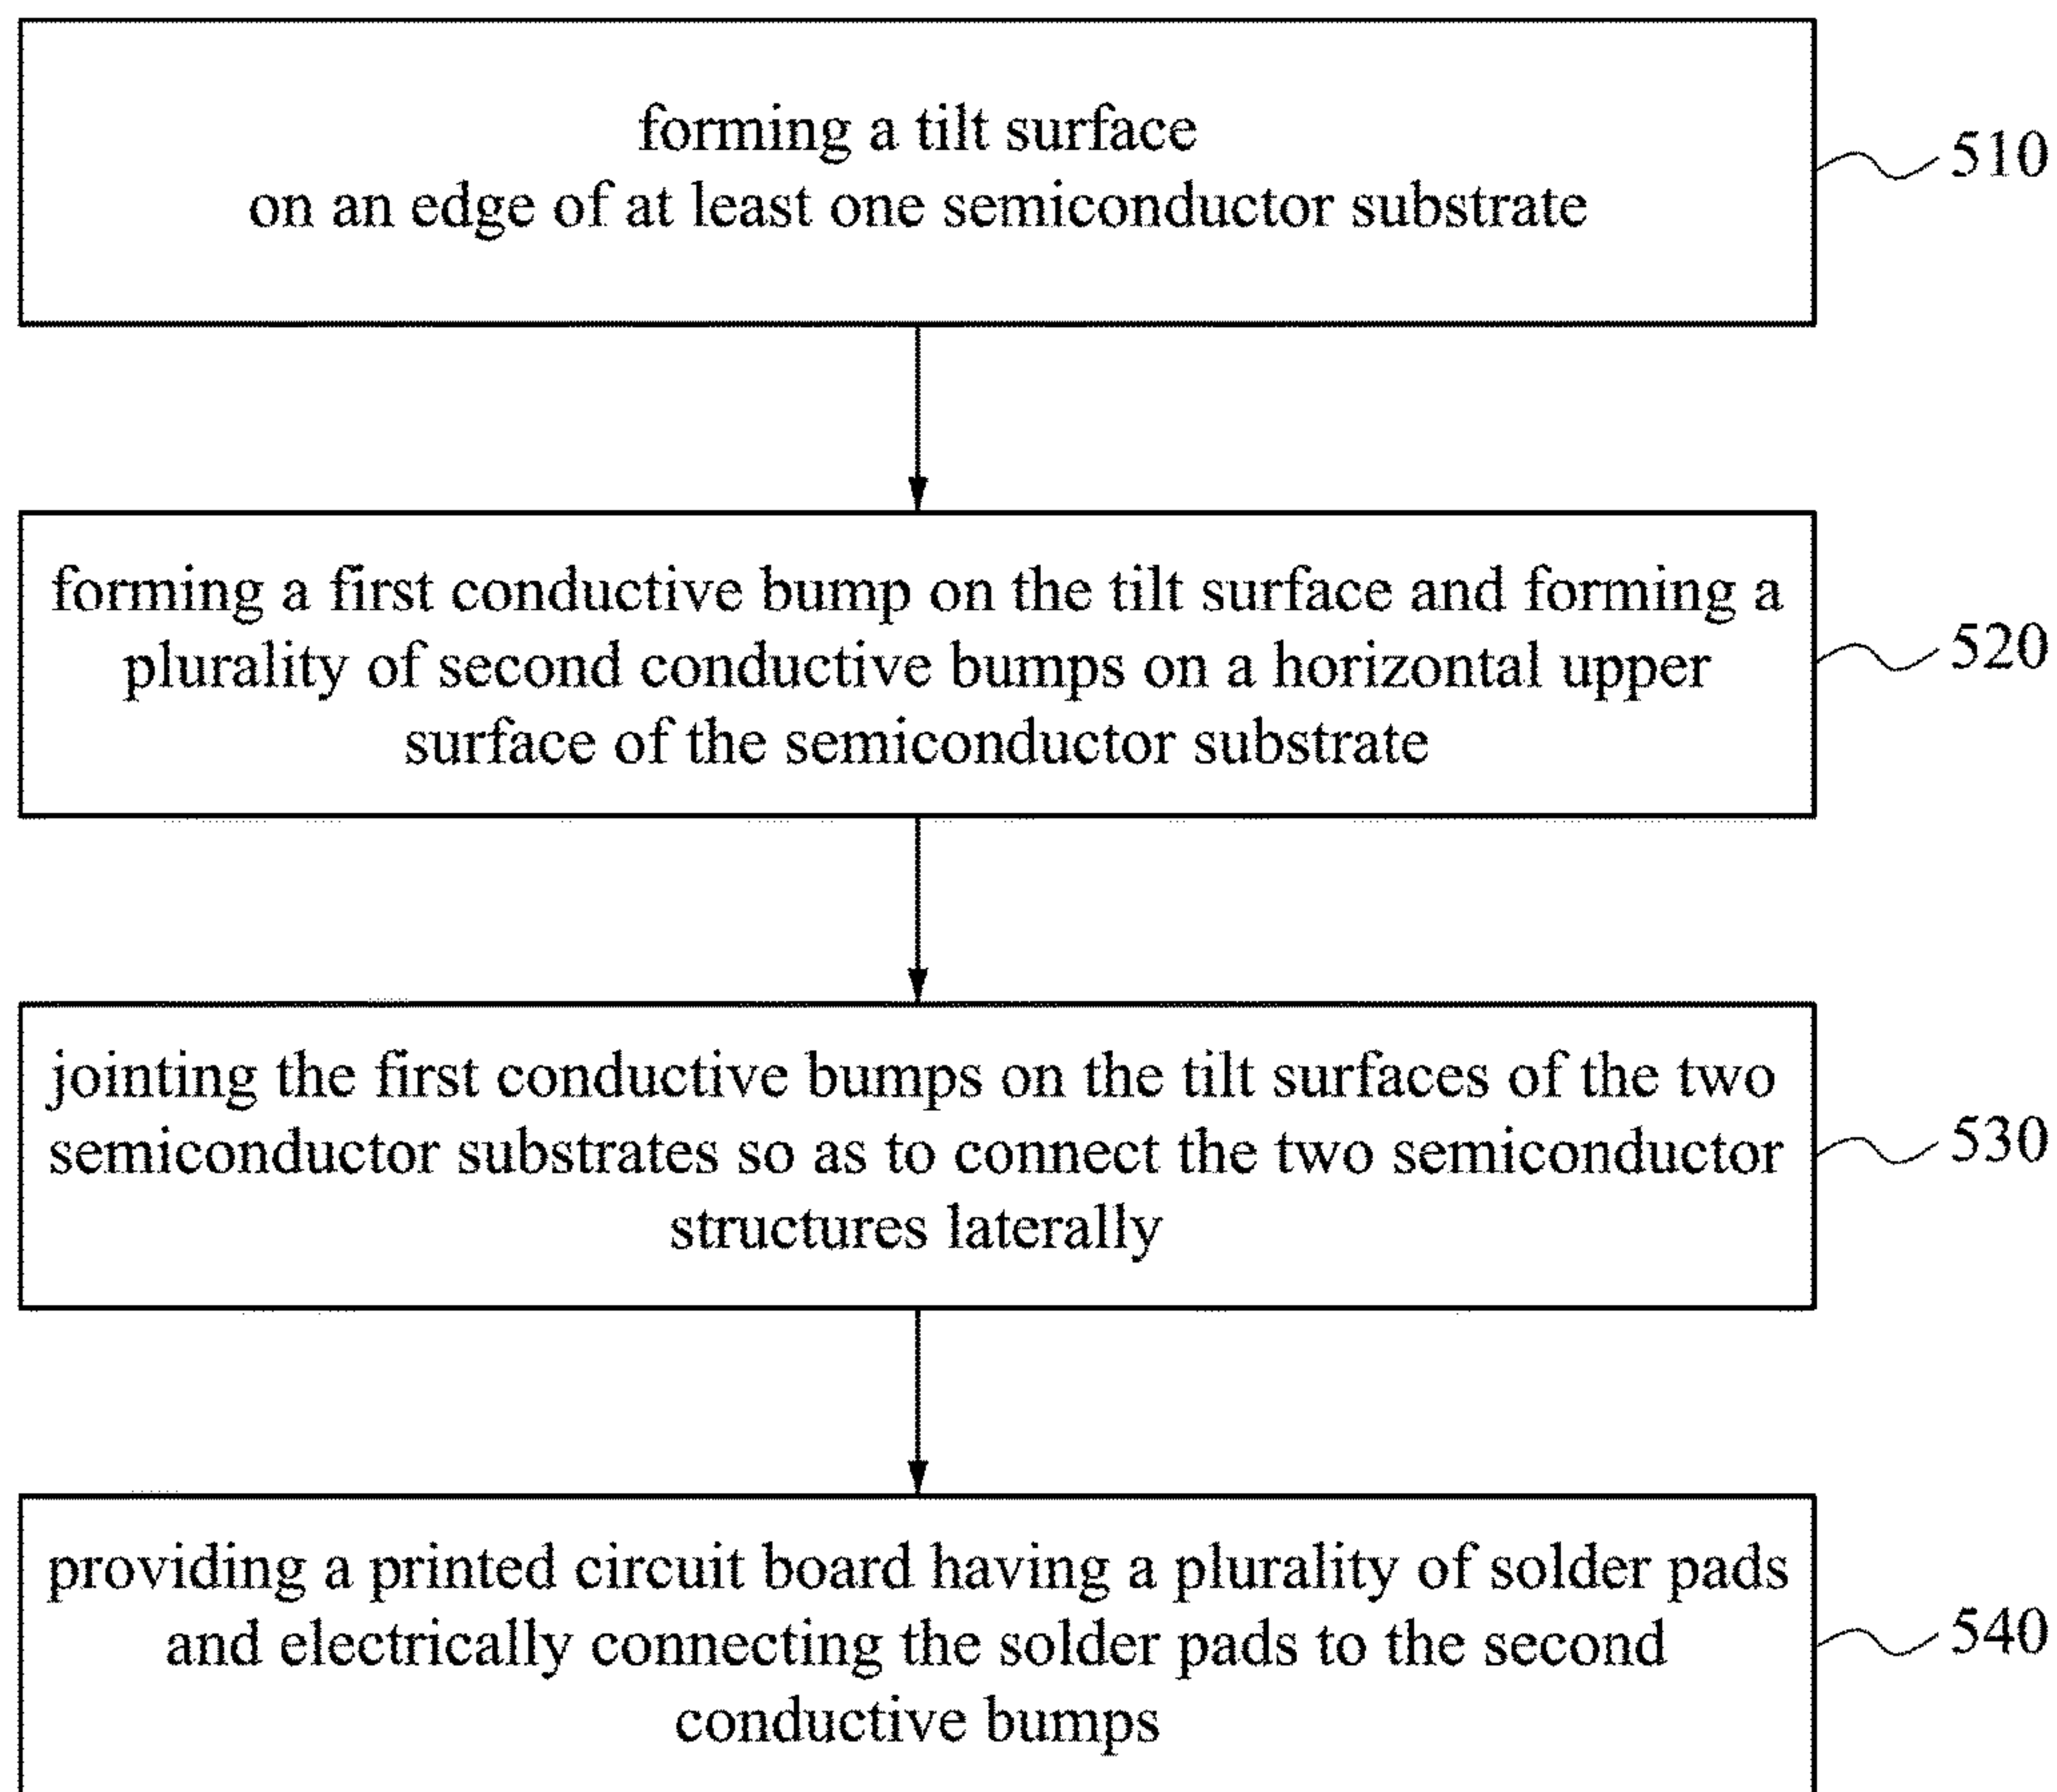 forming a tilt surface
on an edge of at least one semiconductor substrate
510
forming a first conductive bump on the tilt surface and forming a
plurality of second conductive bumps on a horizontal upper
surface of the semiconductor substrate
520
jointing the first conductive bumps on the tilt surfaces of the two
semiconductor substrates so as to connect the two semiconductor
structures laterally
530
providing a printed circuit board having a plurality of solder pads
and electrically connecting the solder pads to the second
conductive bumps
540